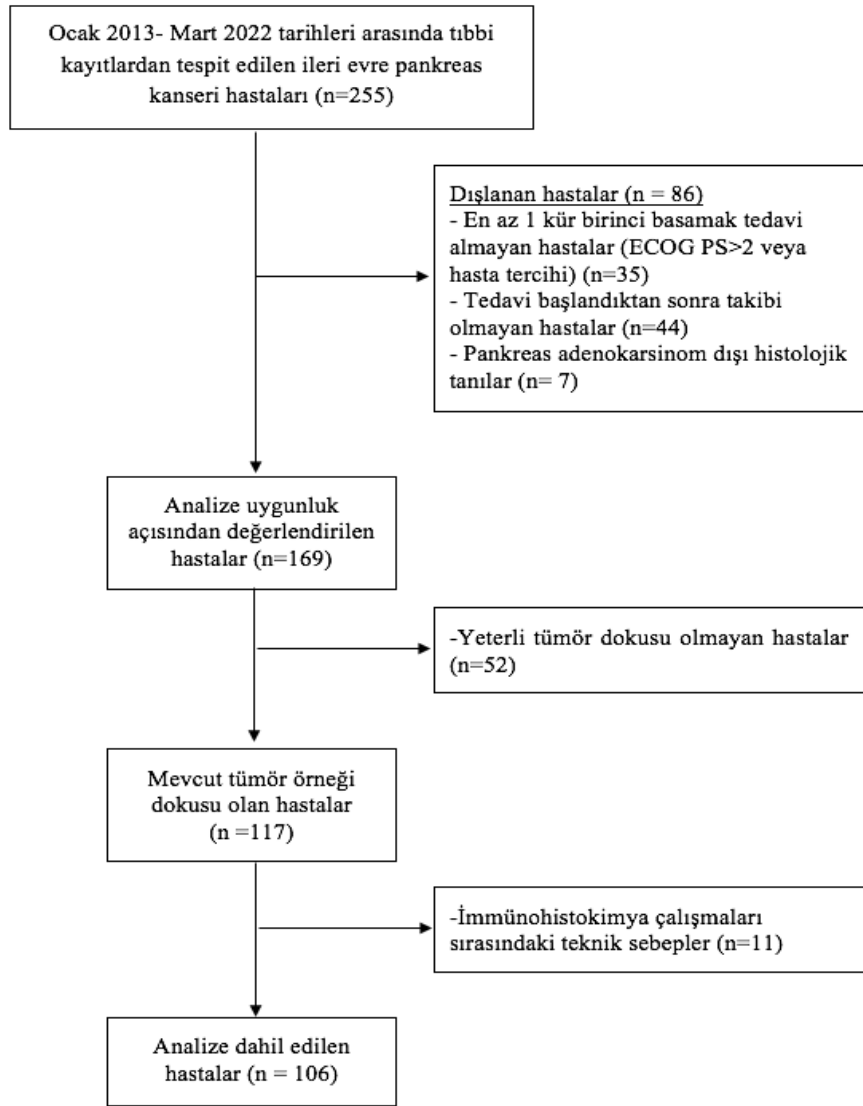 Ocak 2013- Mart 2022 tarihleri arasında tıbbi
kayıtlardan tespit edilen ileri evre pankreas
kanseri hastaları (n=255)
Dışlanan hastalar (n = 86)
- En az 1 kür birinci basamak tedavi
almayan hastalar (ECOG PS>2 veya
hasta tercihi) (n=35)
- Tedavi başlandıktan sonra takibi
olmayan hastalar (n=44)
- Pankreas adenokarsinom dışı histolojik
tanılar (n= 7)
Analize uygunluk
açısından değerlendirilen
hastalar (n=169)
-Yeterli tümör dokusu olmayan hastalar
(n=52)
Mevcut tümör örneği
dokusu olan hastalar
(n =117)
-İmmünohistokimya çalışmaları
sırasındaki teknik sebepler (n=11)
Analize dahil edilen
hastalar (n = 106)